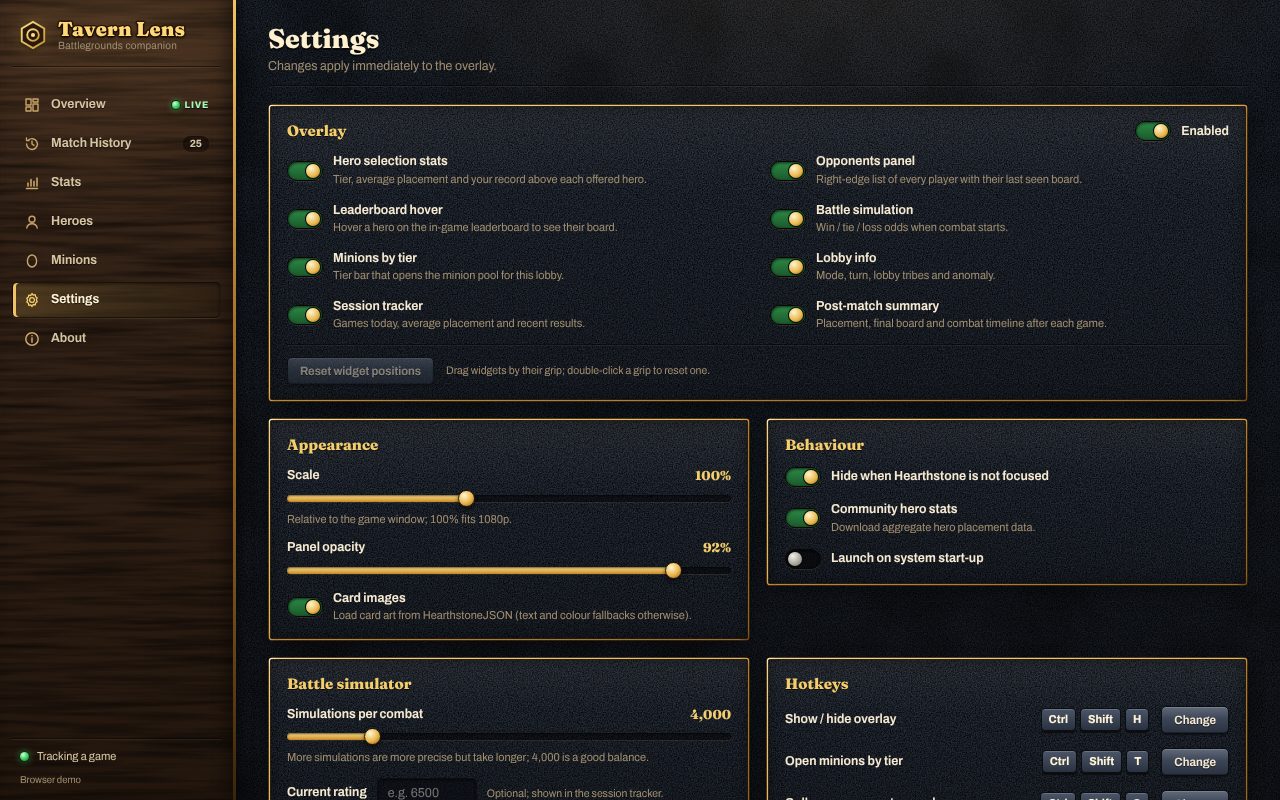 Tavern Lens
Battlegrounds companion
Overview
LIVE
Match History
25
Stats
Heroes
Minions
Settings
About
Tracking a game
Browser demo
Settings
Changes apply immediately to the overlay.
Overlay
Enabled
Hero selection stats
Tier, average placement and your record above each offered hero.
Opponents panel
Right-edge list of every player with their last seen board.
Leaderboard hover
Hover a hero on the in-game leaderboard to see their board.
Battle simulation
Win / tie / loss odds when combat starts.
Minions by tier
Tier bar that opens the minion pool for this lobby.
Lobby info
Mode, turn, lobby tribes and anomaly.
Session tracker
Games today, average placement and recent results.
Post-match summary
Placement, final board and combat timeline after each game.
Reset widget positions
Drag widgets by their grip; double-click a grip to reset one.
Appearance
Scale
100%
Relative to the game window; 100% fits 1080p.
Panel opacity
92%
Card images
Load card art from HearthstoneJSON (text and colour fallbacks otherwise).
Behaviour
Hide when Hearthstone is not focused
Community hero stats
Download aggregate hero placement data.
Launch on system start-up
Battle simulator
Simulations per combat
4,000
More simulations are more precise but take longer; 4,000 is a good balance.
Current rating
e.g. 6500
Optional; shown in the session tracker.
Hotkeys
Show / hide overlay
Ctrl Shift H Change
Open minions by tier
Ctrl Shift T Change